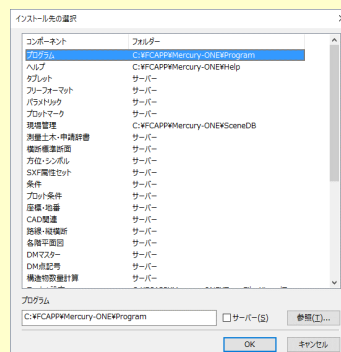 インストール先の選択
コンポーネント フォルダー
プログラム C:¥FCAPP¥Mercury-ONE¥Program
ヘルプ C:¥FCAPP¥Mercury-ONE¥Help
タブレット サーバー
フリーフォーマット サーバー
パラメトリック サーバー
プロットマーク サーバー
現場管理 C:¥FCAPP¥Mercury-ONE¥SceneDB
測量土木・申請辞書 サーバー
横断標準断面 サーバー
方位・シンボル サーバー
SXF属性セット サーバー
条件 サーバー
プロット条件 サーバー
座標・地番 サーバー
CAD関連 サーバー
路線・縦横断 サーバー
各階平面図 サーバー
DMマスター サーバー
DM点記号 サーバー
構造物数量計算 サーバー
プログラム
C:¥FCAPP¥Mercury-ONE¥Program サーバー(S) 参照(T)...
OK キャンセル